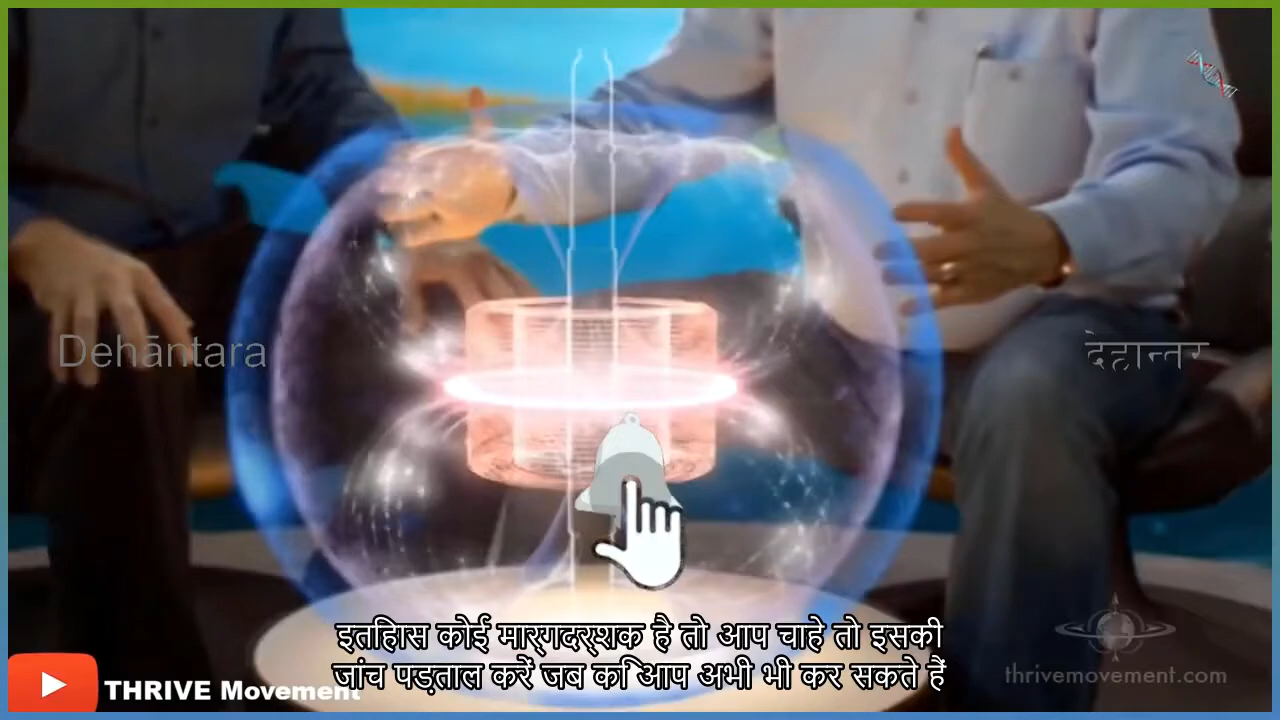 Dehāntara
देहान्तर
इतिहास कोई मार्गदर्शक है तो आप चाहे तो इसकी
जांच पड़ताल करें जब कि आप अभी भी कर सकते हैं
thrivemovement.com
THRIVE Movement